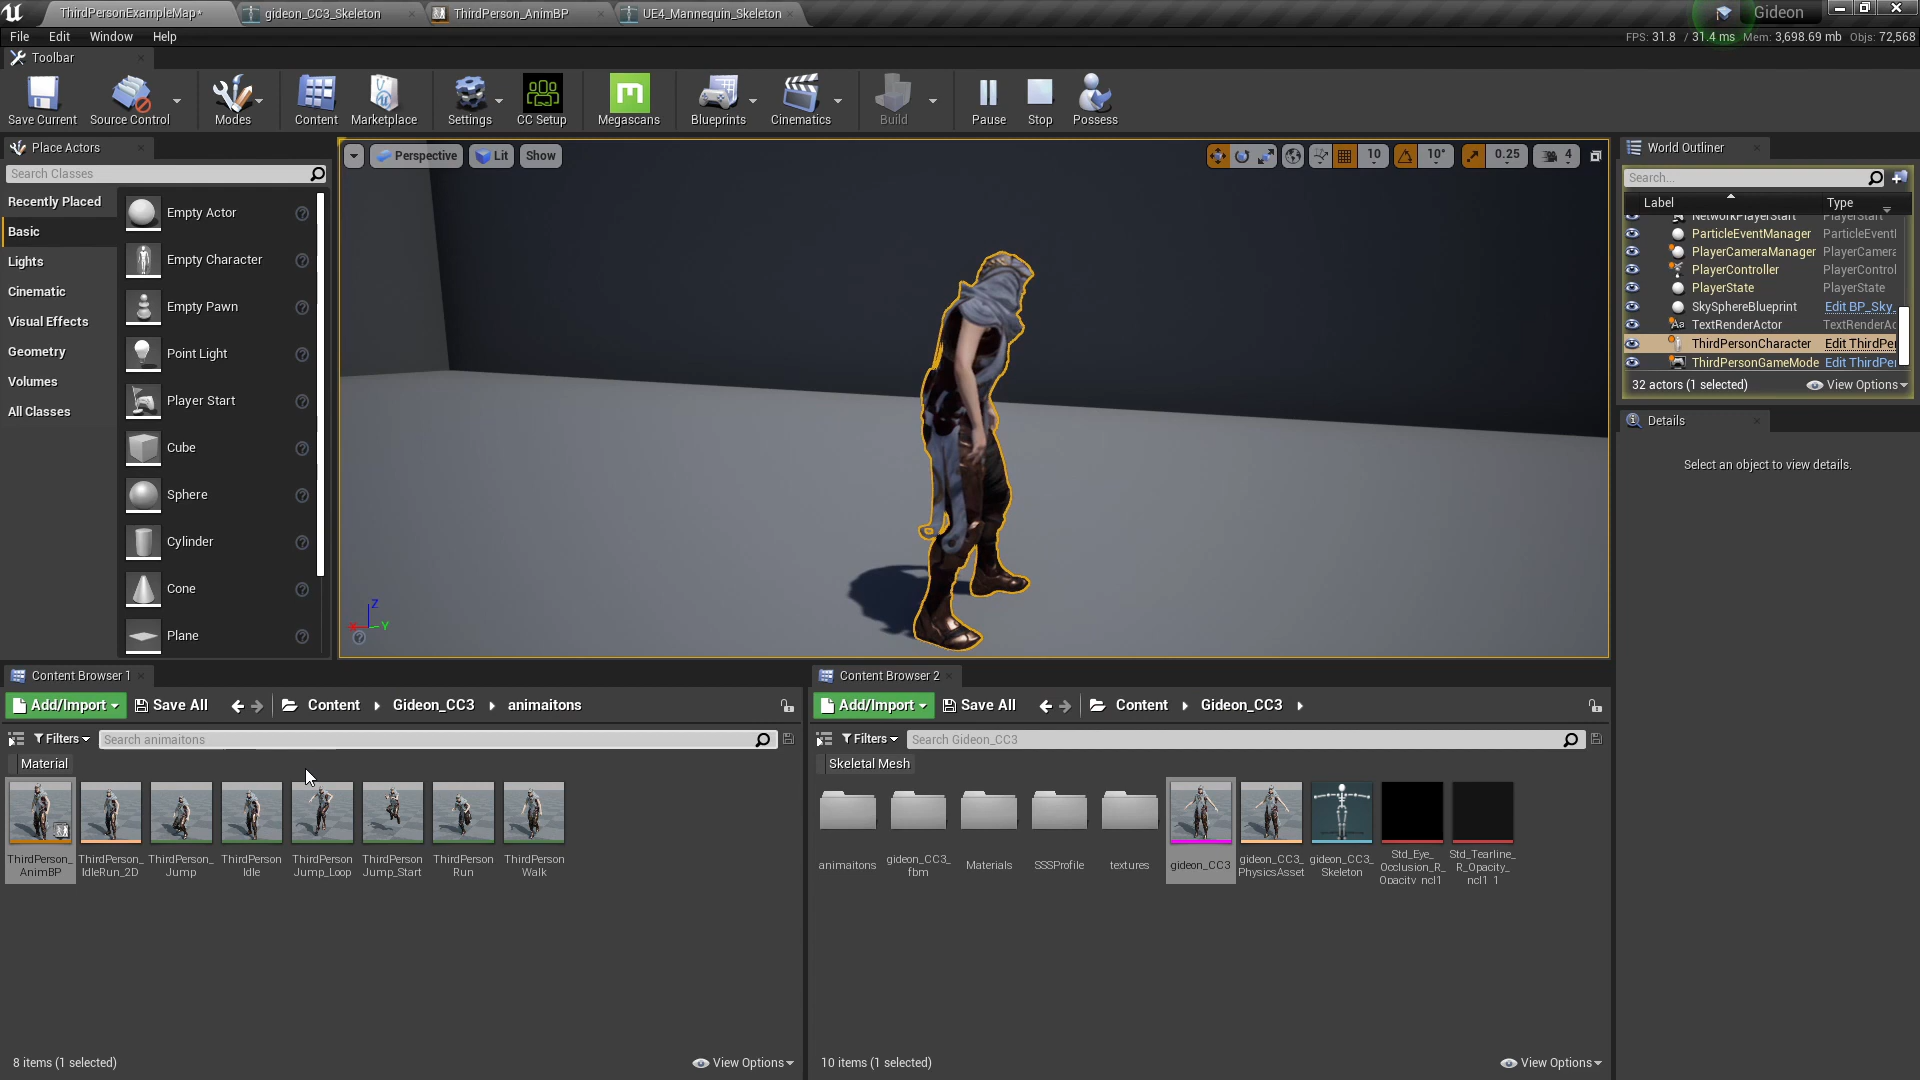 ThirdPersonExampleMap*
gideon_CC3_Skeleton
ThirdPerson_AnimBP
UE4_Mannequin_Skeleton
Gideon
File Edit Window Help
FPS: 31.8 / 31.4 ms Mem: 3,698.69 mb Objs: 72,568
Toolbar
Save Current
Source Control
Modes
Content
Marketplace
Settings
CC Setup
Megascans
Blueprints
Cinematics
Build
Pause
Stop
Possess
Place Actors
Search Classes
Recently Placed
Basic
Lights
Cinematic
Visual Effects
Geometry
Volumes
All Classes
Empty Actor
Empty Character
Empty Pawn
Point Light
Player Start
Cube
Sphere
Cylinder
Cone
Plane
Perspective
Lit
Show
10
10°
0.25
4
Z
X
Y
World Outliner
Search...
Label Type
NetworkPlayerStart PlayerStart
ParticleEventManager ParticleEventI
PlayerCameraManager PlayerCamera
PlayerController PlayerControl
PlayerState PlayerState
SkySphereBlueprint Edit BP_Sky_
TextRenderActor TextRenderAc
ThirdPersonCharacter Edit ThirdPer
ThirdPersonGameMode Edit ThirdPer
32 actors (1 selected)
View Options
Details
Select an object to view details.
Content Browser 1
Add/Import
Save All
Content
Gideon_CC3
animaitons
Filters
Search animaitons
Material
ThirdPerson_
AnimBP
ThirdPerson_
IdleRun_2D
ThirdPerson_
Jump
ThirdPerson
Idle
ThirdPerson
Jump_Loop
ThirdPerson
Jump_Start
ThirdPerson
Run
ThirdPerson
Walk
8 items (1 selected)
View Options
Content Browser 2
Add/Import
Save All
Content
Gideon_CC3
Filters
Search Gideon_CC3
Skeletal Mesh
animaitons
gideon_CC3_
fbm
Materials
SSSProfile
textures
gideon_CC3
gideon_CC3_
PhysicsAsset
gideon_CC3_
Skeleton
Std_Eye_
Occlusion_R_
Opacity_ncl1
Std_Tearline_
R_Opacity_
ncl1_1
10 items (1 selected)
View Options